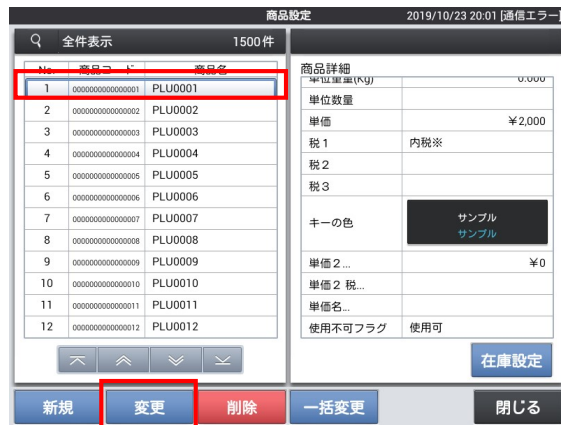 商品設定 2019/10/23 20:01 [通信エラー]
全件表示 1500件
No. 商品コード 商品名
1 0000000000000001 PLU0001
2 0000000000000002 PLU0002
3 0000000000000003 PLU0003
4 0000000000000004 PLU0004
5 0000000000000005 PLU0005
6 0000000000000006 PLU0006
7 0000000000000007 PLU0007
8 0000000000000008 PLU0008
9 0000000000000009 PLU0009
10 0000000000000010 PLU0010
11 0000000000000011 PLU0011
12 0000000000000012 PLU0012
商品詳細
単位重量(Kg) 0.000
単位数量
単価 ¥2,000
税1 内税※
税2
税3
キーの色 サンプル
サンプル
単価2... ¥0
単価2 税...
単価名...
使用不可フラグ 使用可
在庫設定
新規 変更 削除 一括変更 閉じる